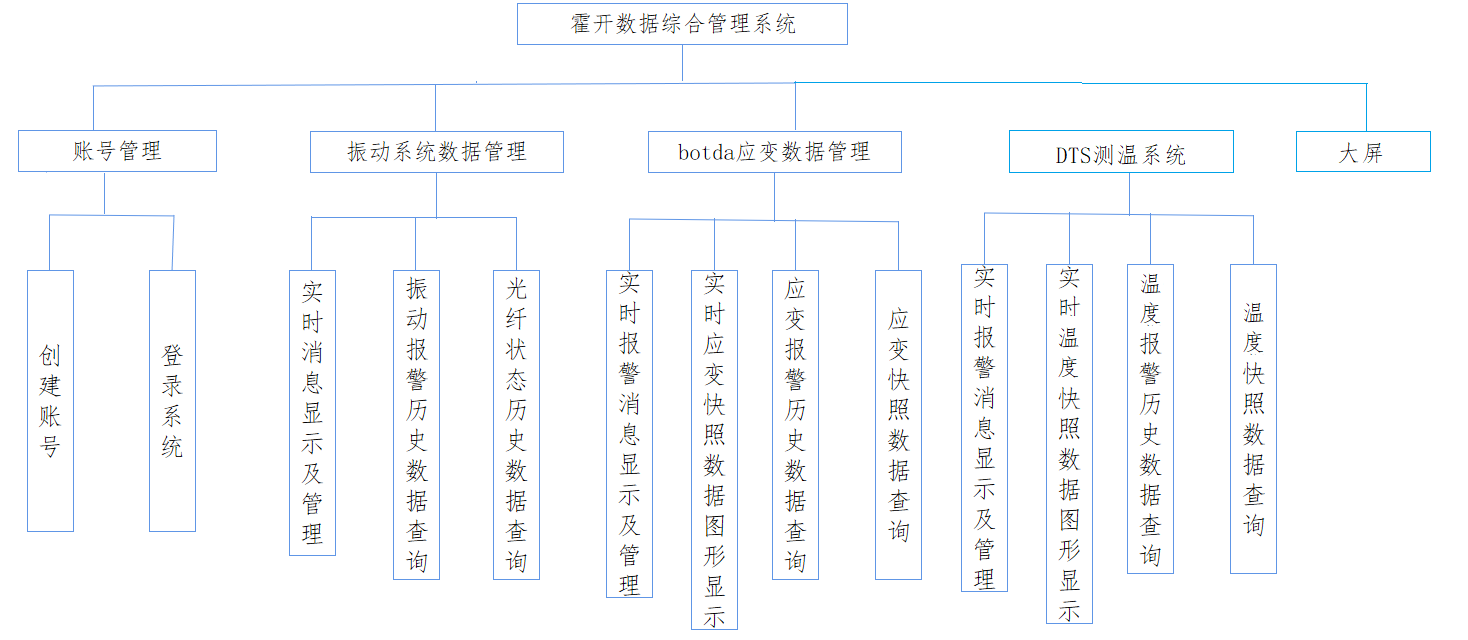 霍开数据综合管理系统
账号管理
振动系统数据管理
botda应变数据管理
DTS测温系统
大屏
创建账号
登录系统
实时消息显示及管理
振动报警历史数据查询
光纤状态历史数据查询
实时报警消息显示及管理
实时应变快照数据图形显示
应变报警历史数据查询
应变快照数据查询
实时报警消息显示及管理
实时温度快照数据图形显示
温度报警历史数据查询
温度快照数据查询